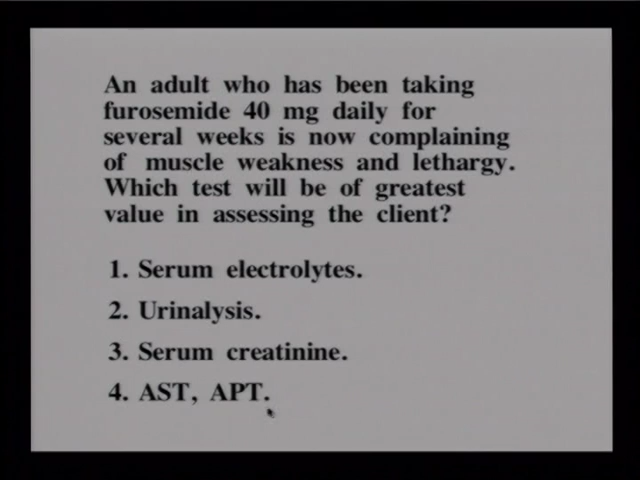 An adult who has been taking
furosemide 40 mg daily for
several weeks is now complaining
of muscle weakness and lethargy.
Which test will be of greatest
value in assessing the client?
1. Serum electrolytes.
2. Urinalysis.
3. Serum creatinine.
4. AST, APT.